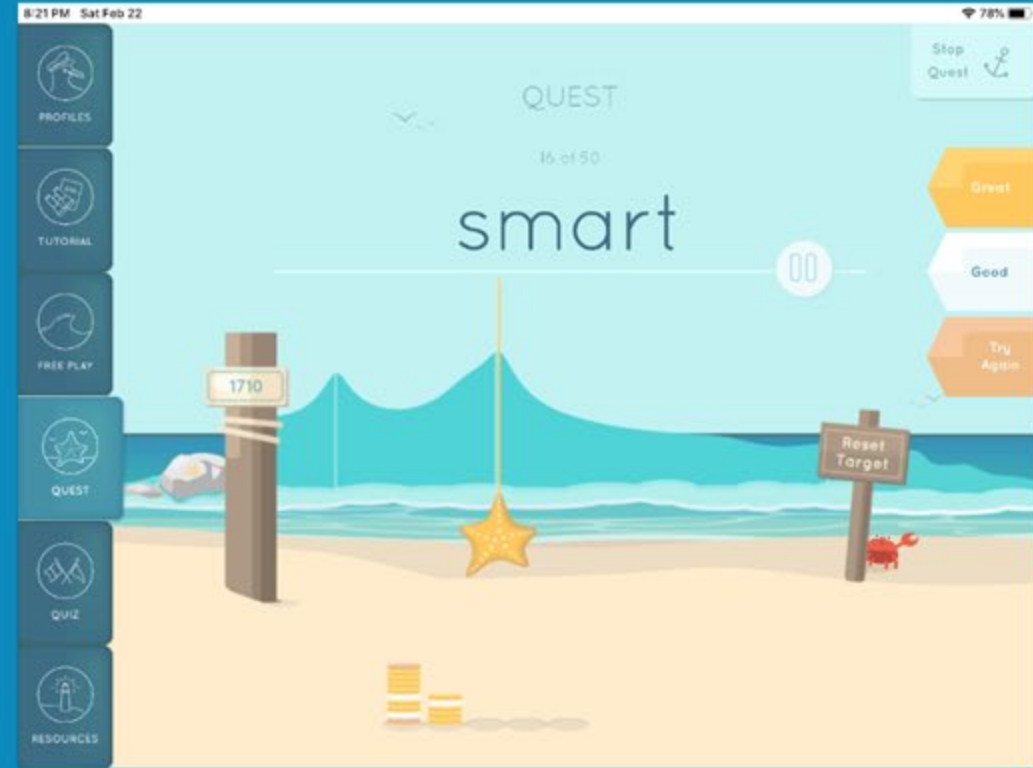 8:21 PM Sat Feb 22
78%
PROFILES
TUTORIAL
FREE PLAY
QUEST
QUIZ
RESOURCES
QUEST
16 of 50
smart
1710
Stop
Quest
Great
Good
Try
Again
Reset
Target